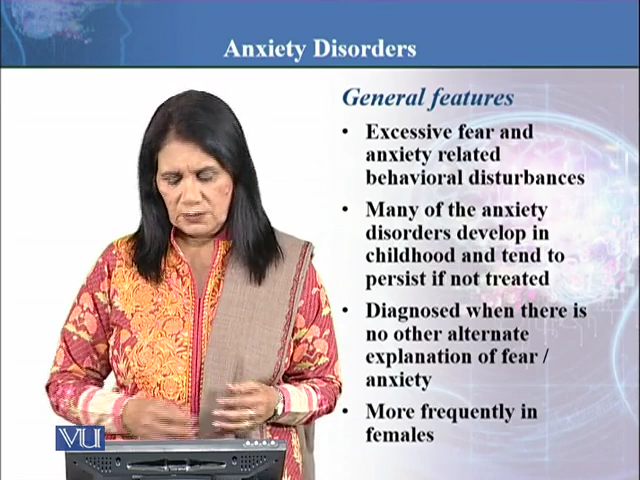 Anxiety Disorders
General features
• Excessive fear and
anxiety related
behavioral disturbances
• Many of the anxiety
disorders develop in
childhood and tend to
persist if not treated
• Diagnosed when there is
no other alternate
explanation of fear /
anxiety
• More frequently in
females
VU